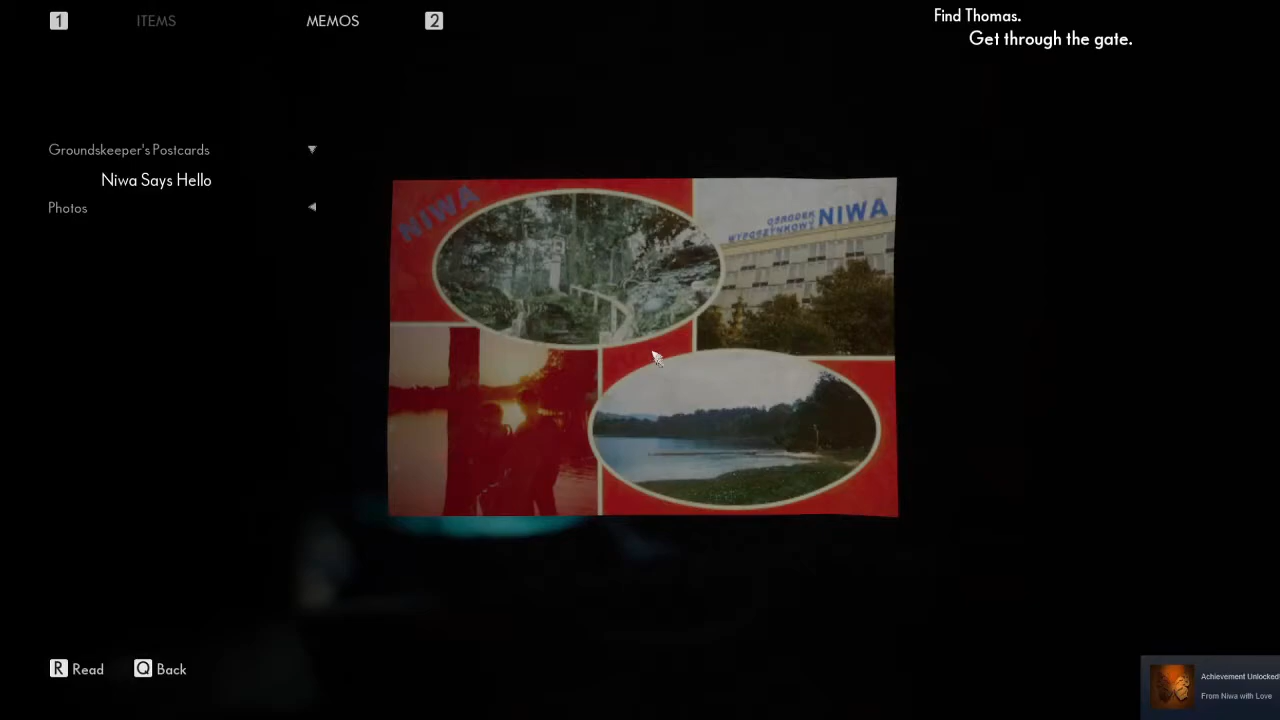 1 ITEMS MEMOS 2
Find Thomas.
Get through the gate.
Groundskeeper's Postcards
Niwa Says Hello
Photos
NIWA
OŚRODEK
WYPOCZYNKOWY NIWA
R Read Q Back
Achievement Unlocked!
From Niwa with Love